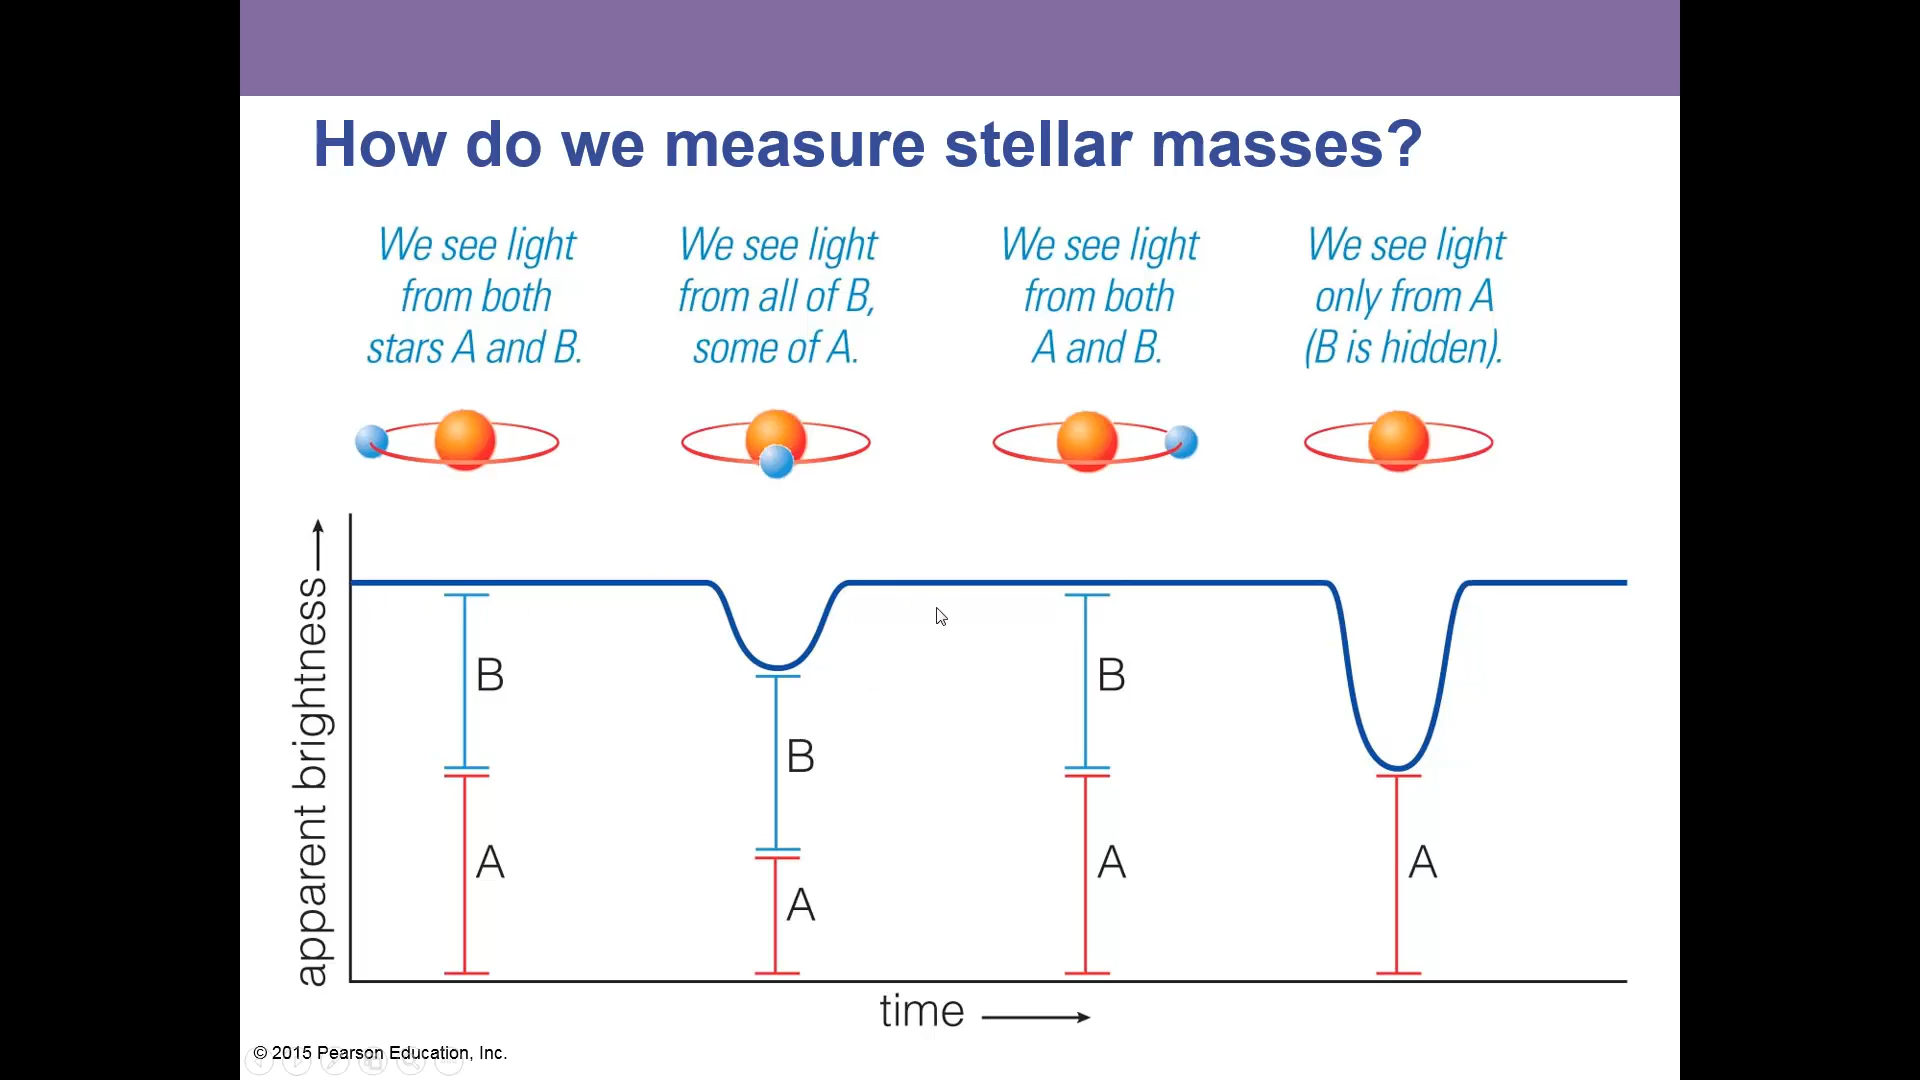 How do we measure stellar masses?
We see light
from both
stars A and B.
We see light
from all of B,
some of A.
We see light
from both
A and B.
We see light
only from A
(B is hidden).
apparent brightness
B
A
B
A
B
A
A
time
© 2015 Pearson Education, Inc.